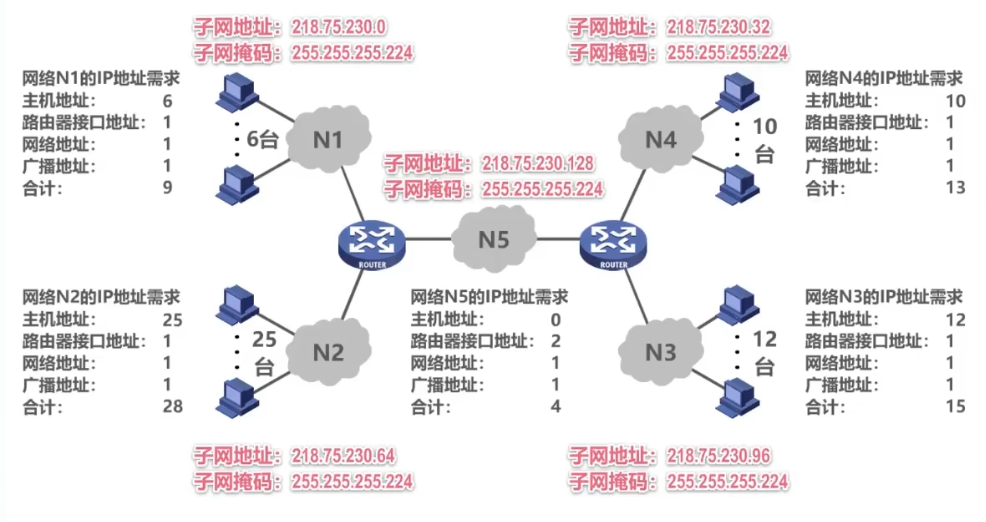 子网地址：218.75.230.0
子网掩码：255.255.255.224
子网地址：218.75.230.32
子网掩码：255.255.255.224
网络N1的IP地址需求
主机地址： 6
路由器接口地址： 1
网络地址： 1
广播地址： 1
合计： 9
6台
N1
N4
10
台
网络N4的IP地址需求
主机地址： 10
路由器接口地址： 1
网络地址： 1
广播地址： 1
合计： 13
子网地址：218.75.230.128
子网掩码：255.255.255.224
ROUTER
N5
ROUTER
网络N2的IP地址需求
主机地址： 25
路由器接口地址： 1
网络地址： 1
广播地址： 1
合计： 28
25
台
N2
网络N5的IP地址需求
主机地址： 0
路由器接口地址： 2
网络地址： 1
广播地址： 1
合计： 4
N3
12
台
网络N3的IP地址需求
主机地址： 12
路由器接口地址： 1
网络地址： 1
广播地址： 1
合计： 15
子网地址：218.75.230.64
子网掩码：255.255.255.224
子网地址：218.75.230.96
子网掩码：255.255.255.224